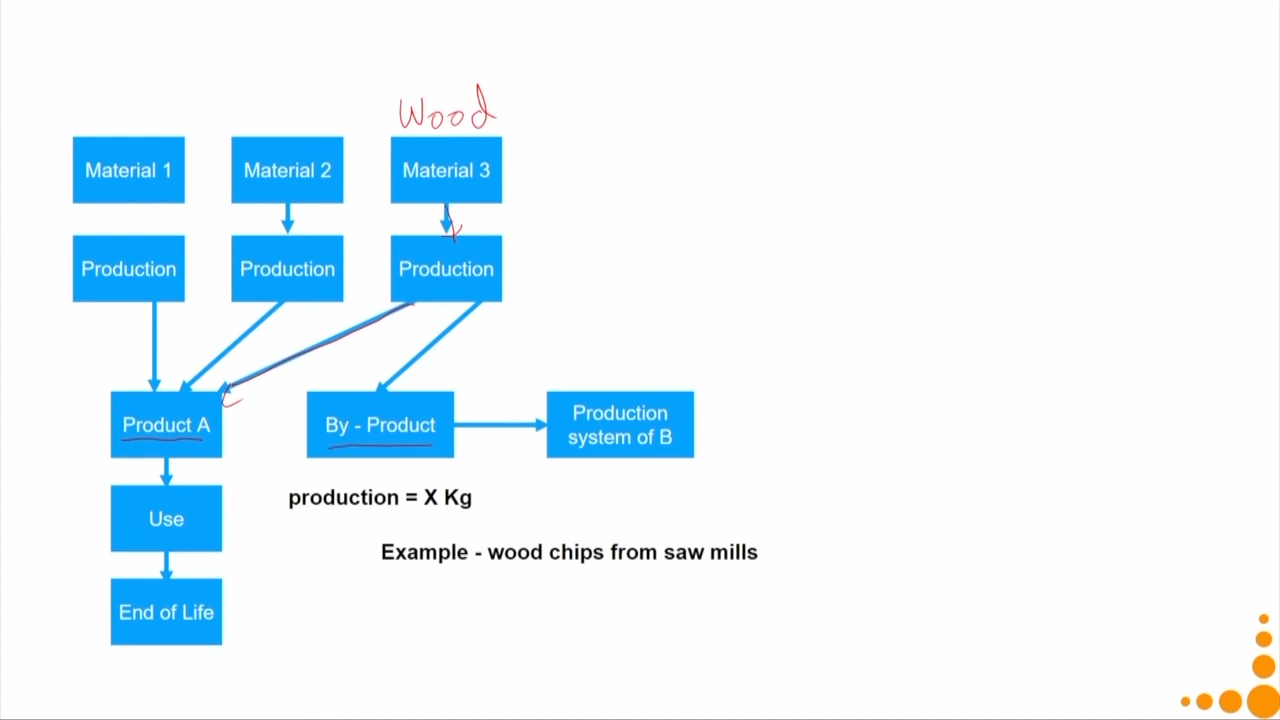 Wood
Material 1
Material 2
Material 3
Production
Production
Production
Product A
By - Product
Production
system of B
production = X Kg
Use
Example - wood chips from saw mills
End of Life